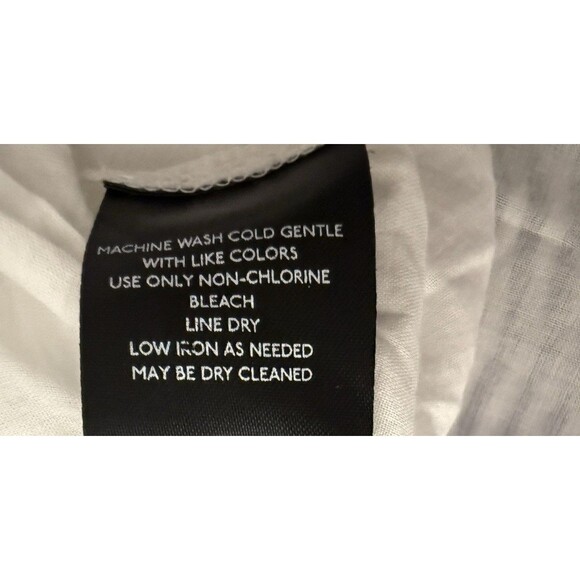 MACHINE WASH COLD GENTLE
WITH LIKE COLORS
USE ONLY NON-CHLORINE
BLEACH
LINE DRY
LOW IRON AS NEEDED
MAY BE DRY CLEANED